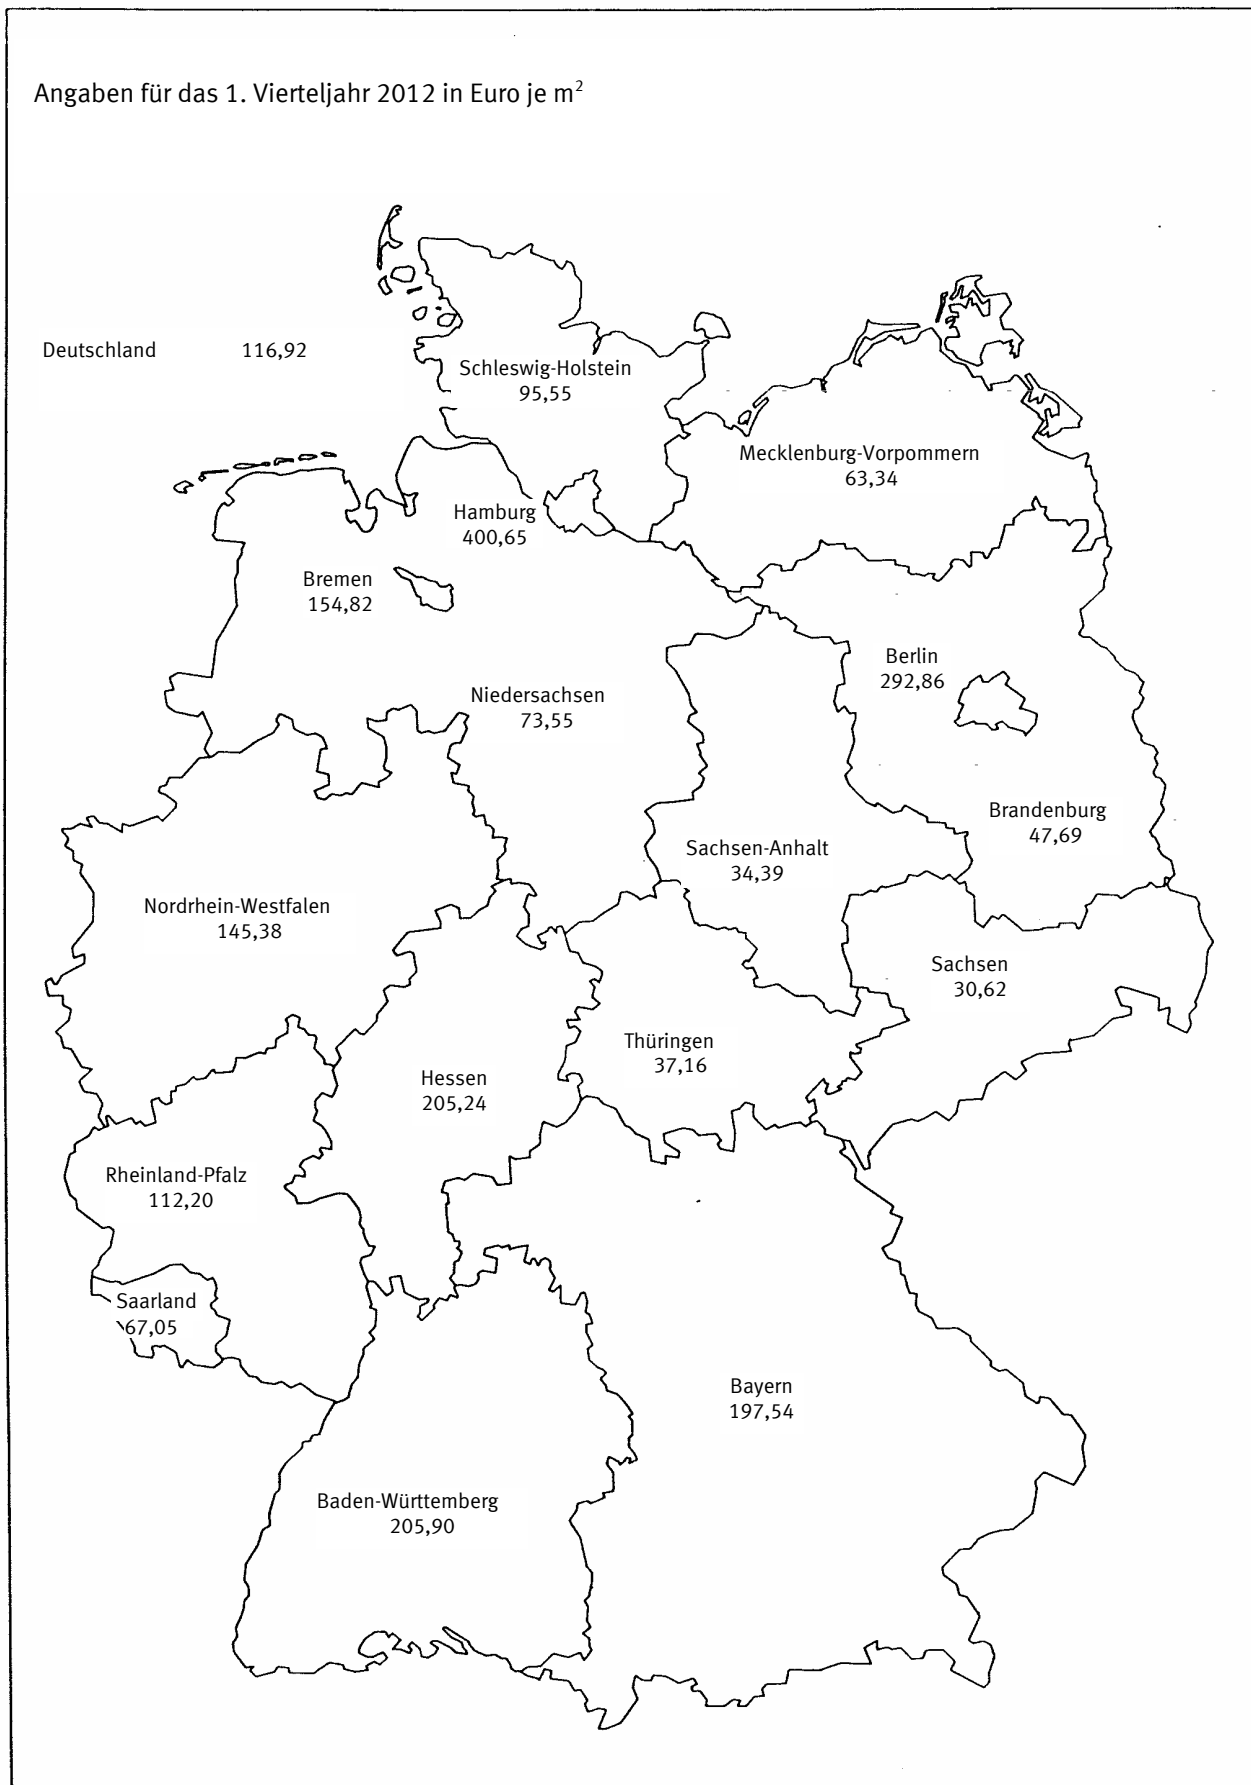 Angaben für das 1. Vierteljahr 2012 in Euro je m²
Deutschland 116,92
Schleswig-Holstein
95,55
Mecklenburg-Vorpommern
63,34
Hamburg
400,65
Bremen
154,82
Berlin
292,86
Niedersachsen
73,55
Brandenburg
47,69
Sachsen-Anhalt
34,39
Nordrhein-Westfalen
145,38
Sachsen
30,62
Thüringen
37,16
Hessen
205,24
Rheinland-Pfalz
112,20
Saarland
67,05
Bayern
197,54
Baden-Württemberg
205,90